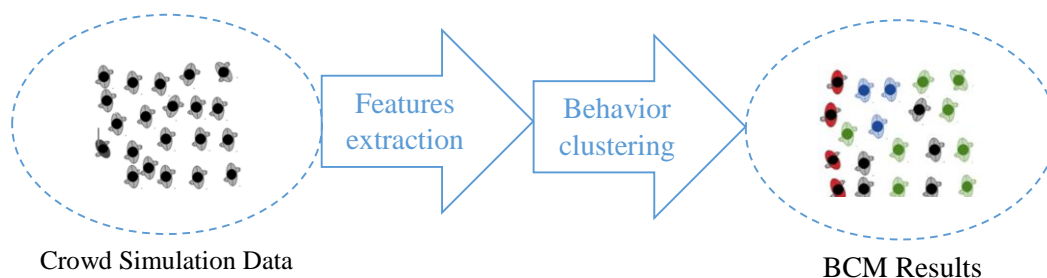 Features
extraction
Behavior
clustering
Crowd Simulation Data
BCM Results